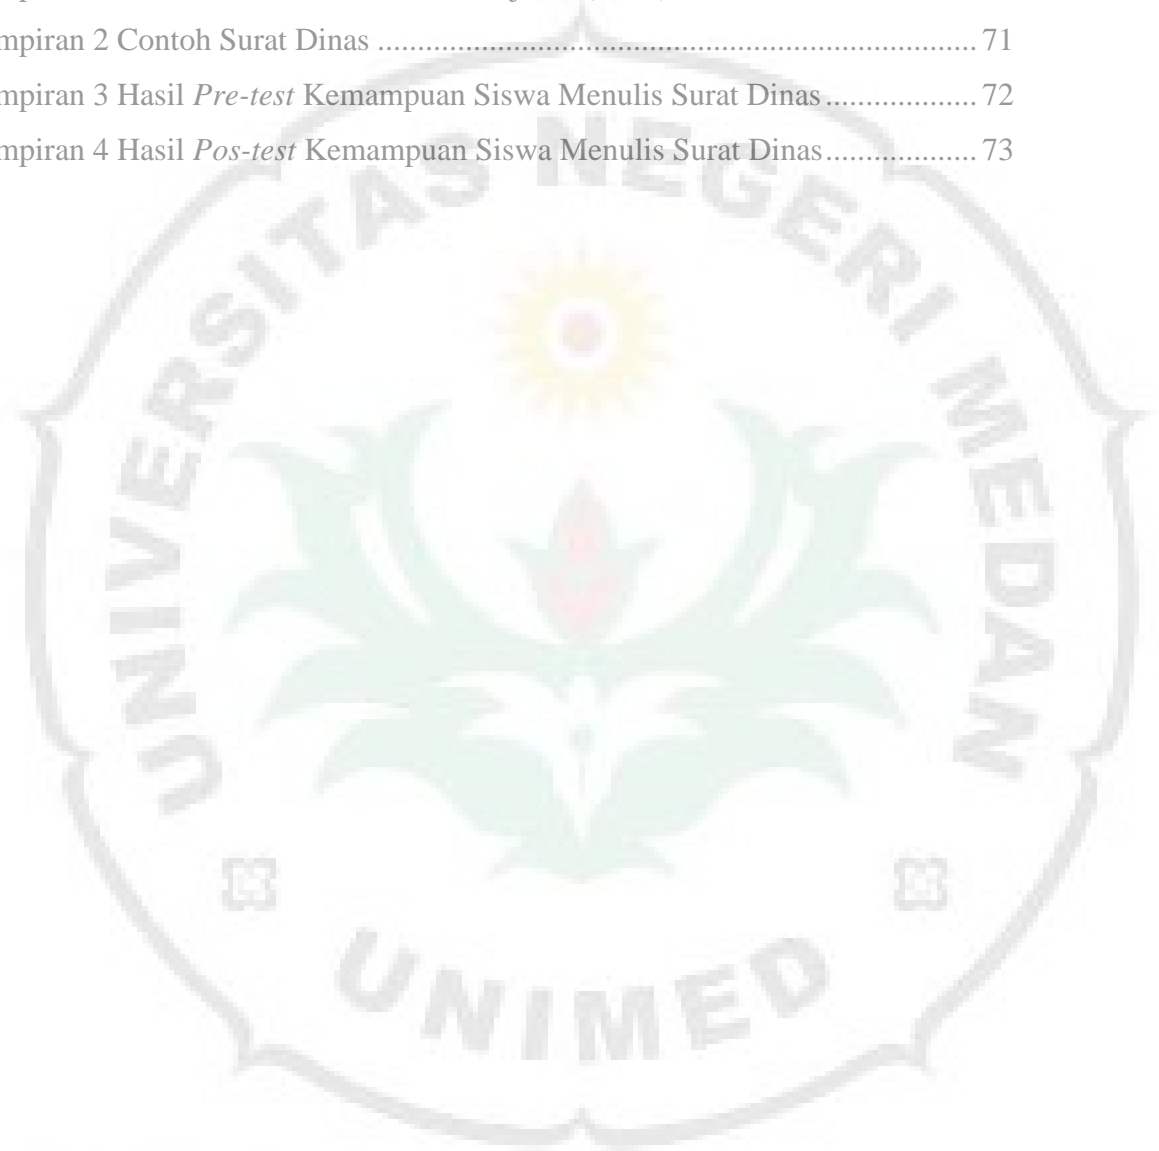 mpiran 2 Contoh Surat Dinas ........................................................................... 71
mpiran 3 Hasil Pre-test Kemampuan Siswa Menulis Surat Dinas ................... 72
mpiran 4 Hasil Pos-test Kemampuan Siswa Menulis Surat Dinas ................... 73
UNIVERSITAS NEGERI MEDAN
UNIMED